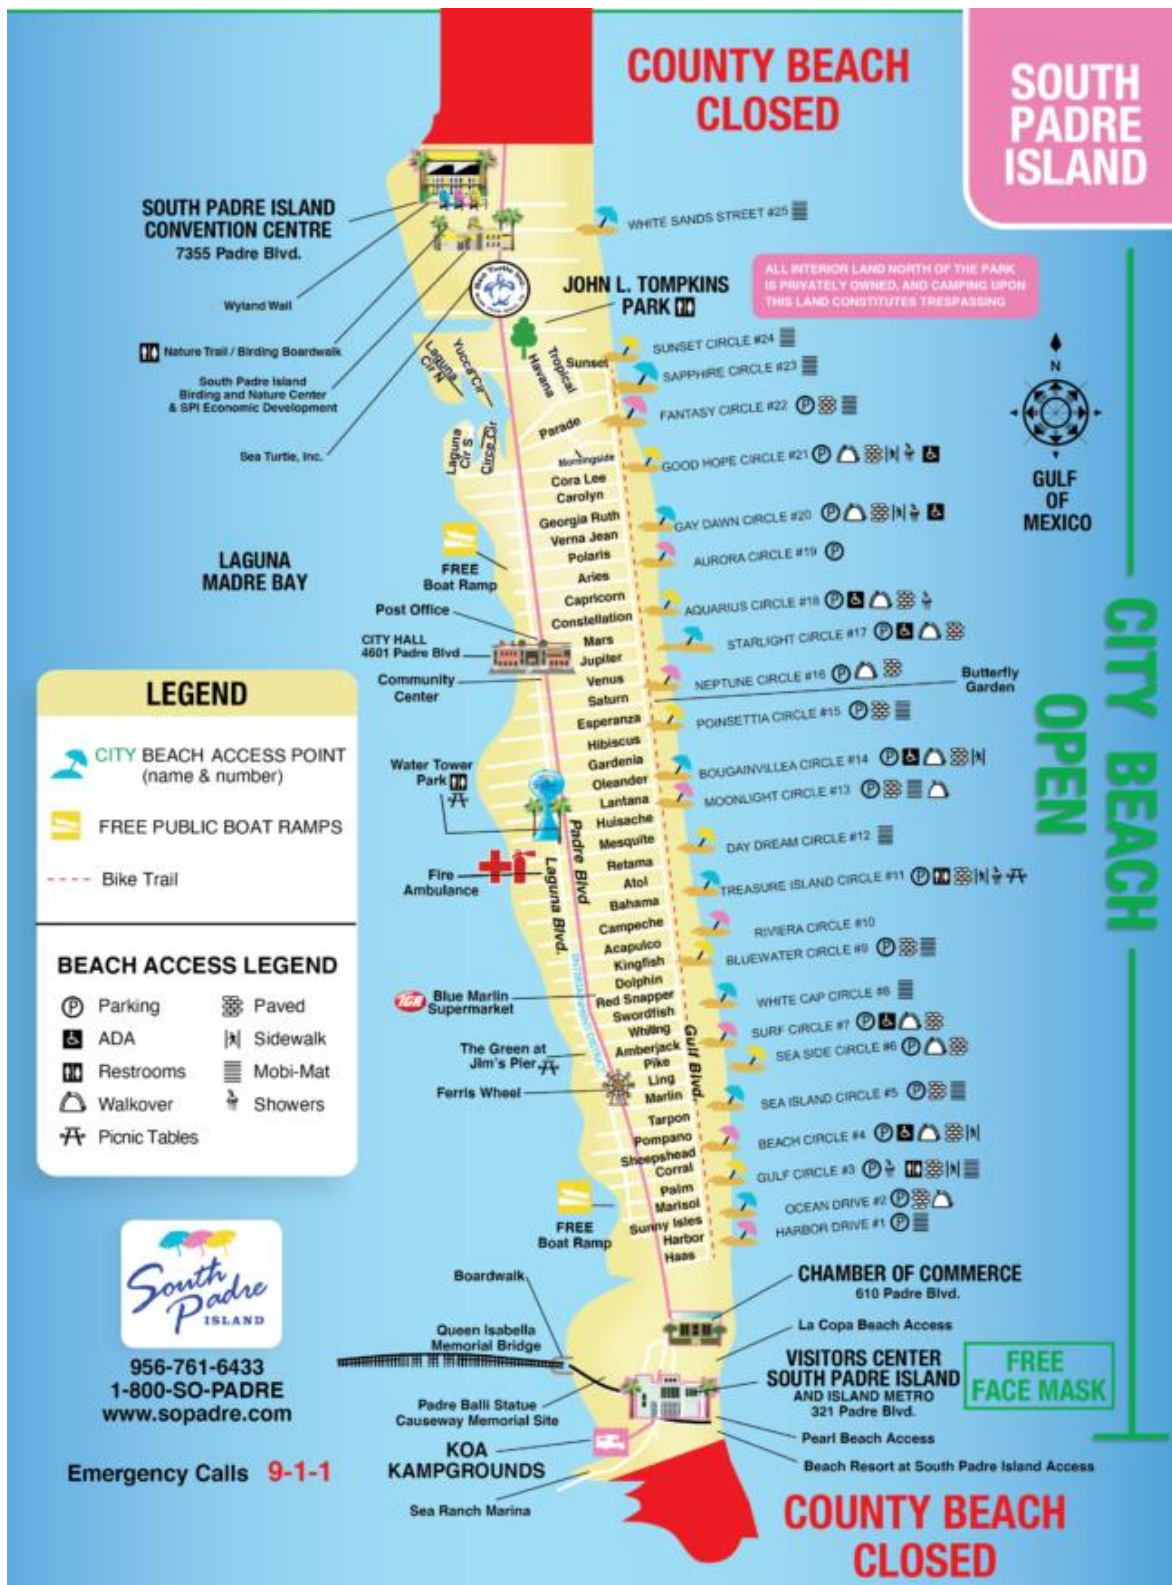 COUNTY BEACH
CLOSED
SOUTH
PADRE
ISLAND
SOUTH PADRE ISLAND
CONVENTION CENTRE
7355 Padre Blvd.
WHITE SANDS STREET #25
Wyland Wall
JOHN L. TOMPKINS
PARK
ALL INTERIOR LAND NORTH OF THE PARK
IS PRIVATELY OWNED, AND CAMPING UPON
THIS LAND CONSTITUTES TRESPASSING
Nature Trail / Birding Boardwalk
South Padre Island
Birding and Nature Center
& SPI Economic Development
Sea Turtle, Inc.
Laguna
Cir N
Yucca Cir
Laguna
Cir S
Circe Cir
Havana
Tropical
Sunset
Parade
Morningside
Cora Lee
Carolyn
Georgia Ruth
Verna Jean
Polaris
Aries
Capricorn
Constellation
Mars
Jupiter
Venus
Saturn
Esperanza
Hibiscus
Gardenia
Oleander
Lantana
Huisache
Mesquite
Retama
Atol
Bahama
Campeche
Acapulco
Kingfish
Dolphin
Red Snapper
Swordfish
Whiting
Amberjack
Pike
Ling
Marlin
Tarpon
Pompano
Sheepshead
Corral
Palm
Marisol
Sunny Isles
Harbor
Haas
SUNSET CIRCLE #24
SAPPHIRE CIRCLE #23
FANTASY CIRCLE #22
GOOD HOPE CIRCLE #21
GAY DAWN CIRCLE #20
AURORA CIRCLE #19
AQUARIUS CIRCLE #18
STARLIGHT CIRCLE #17
NEPTUNE CIRCLE #16
POINSETTIA CIRCLE #15
BOUGAINVILLEA CIRCLE #14
MOONLIGHT CIRCLE #13
DAY DREAM CIRCLE #12
TREASURE ISLAND CIRCLE #11
RIVIERA CIRCLE #10
BLUEWATER CIRCLE #9
WHITE CAP CIRCLE #8
SURF CIRCLE #7
SEA SIDE CIRCLE #6
SEA ISLAND CIRCLE #5
BEACH CIRCLE #4
GULF CIRCLE #3
OCEAN DRIVE #2
HARBOR DRIVE #1
Butterfly
Garden
N
GULF
OF
MEXICO
CITY BEACH
OPEN
LAGUNA
MADRE BAY
FREE
Boat Ramp
Post Office
CITY HALL
4601 Padre Blvd
Community
Center
Water Tower
Park
Padre Blvd
Laguna Blvd.
Fire
Ambulance
ENTERTAINMENT DISTRICT
IGA
Blue Marlin
Supermarket
Gulf Blvd.
The Green at
Jim's Pier
Ferris Wheel
FREE
Boat Ramp
LEGEND
CITY BEACH ACCESS POINT
(name & number)
FREE PUBLIC BOAT RAMPS
Bike Trail
BEACH ACCESS LEGEND
P Parking
Paved
ADA
Sidewalk
Restrooms
Mobi-Mat
Walkover
Showers
Picnic Tables
South
Padre
ISLAND
956-761-6433
1-800-SO-PADRE
www.sopadre.com
Emergency Calls 9-1-1
Boardwalk
Queen Isabella
Memorial Bridge
Padre Balli Statue
Causeway Memorial Site
KOA
KAMPGROUNDS
Sea Ranch Marina
CHAMBER OF COMMERCE
610 Padre Blvd.
La Copa Beach Access
VISITORS CENTER
SOUTH PADRE ISLAND
AND ISLAND METRO
321 Padre Blvd.
FREE
FACE MASK
Pearl Beach Access
Beach Resort at South Padre Island Access
COUNTY BEACH
CLOSED